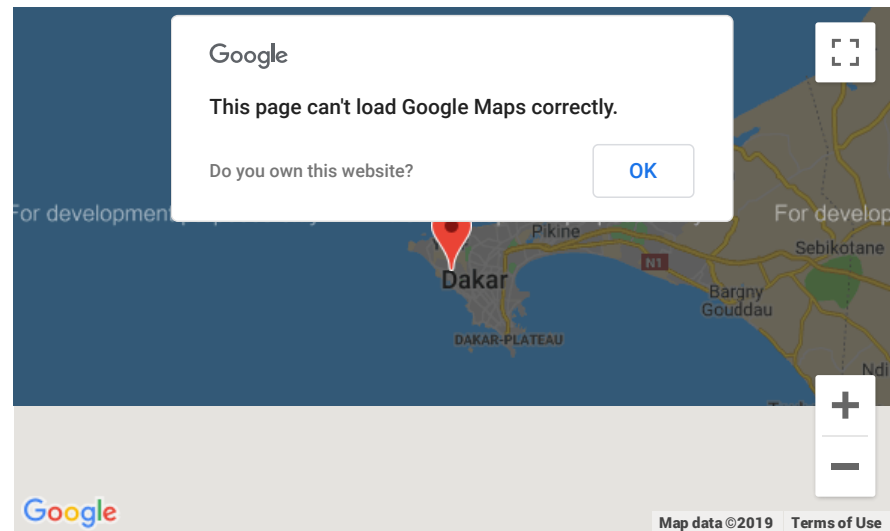 Google
This page can't load Google Maps correctly.
Do you own this website?
OK
For development
For develop
Pikine
Sebikotane
N1
Dakar
Bargny
Gouddau
DAKAR-PLATEAU
Ndi
Google
Map data ©2019 Terms of Use